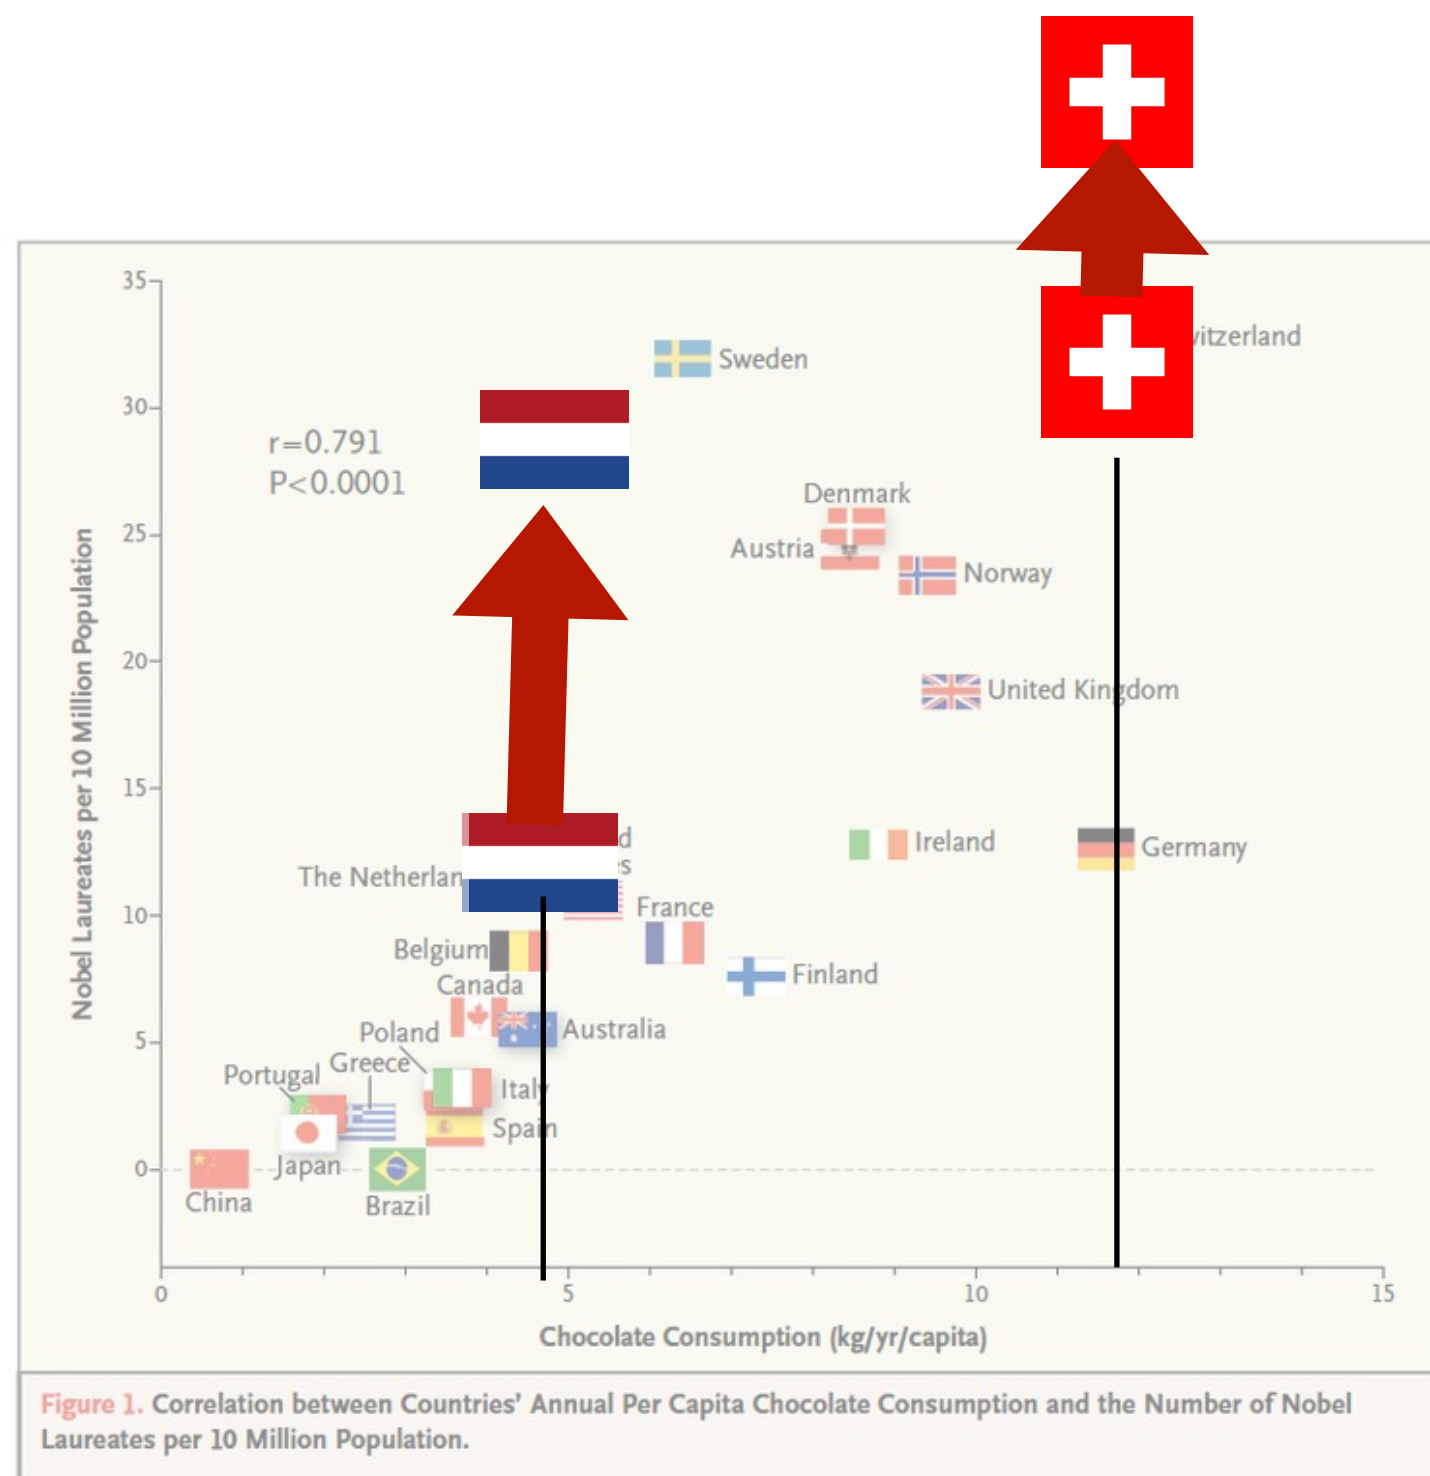 35
30
25
20
15
10
5
0
Nobel Laureates per 10 Million Population
r=0.791
P<0.0001
Sweden
witzerland
Denmark
Austria
Norway
United Kingdom
Ireland
Germany
The Netherlan
France
Belgium
Finland
Canada
Australia
Poland
Greece
Portugal
Italy
Spain
Japan
China
Brazil
0
5
10
15
Chocolate Consumption (kg/yr/capita)
Figure 1. Correlation between Countries’ Annual Per Capita Chocolate Consumption and the Number of Nobel
Laureates per 10 Million Population.